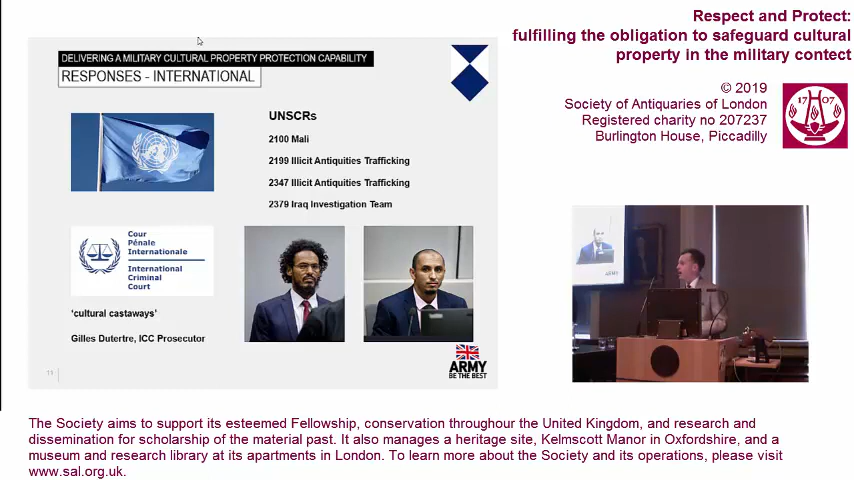 Respect and Protect:
fulfilling the obligation to safeguard cultural
property in the military contect
© 2019
Society of Antiquaries of London
Registered charity no 207237
Burlington House, Piccadilly
17 07
DELIVERING A MILITARY CULTURAL PROPERTY PROTECTION CAPABILITY
RESPONSES - INTERNATIONAL
UNSCRs
2100 Mali
2199 Illicit Antiquities Trafficking
2347 Illicit Antiquities Trafficking
2379 Iraq Investigation Team
Cour
Pénale
Internationale
International
Criminal
Court
'cultural castaways'
Gilles Dutertre, ICC Prosecutor
ARMY
BE THE BEST
ARMY
The Society aims to support its esteemed Fellowship, conservation throughour the United Kingdom, and research and
dissemination for scholarship of the material past. It also manages a heritage site, Kelmscott Manor in Oxfordshire, and a
museum and research library at its apartments in London. To learn more about the Society and its operations, please visit
www.sal.org.uk.